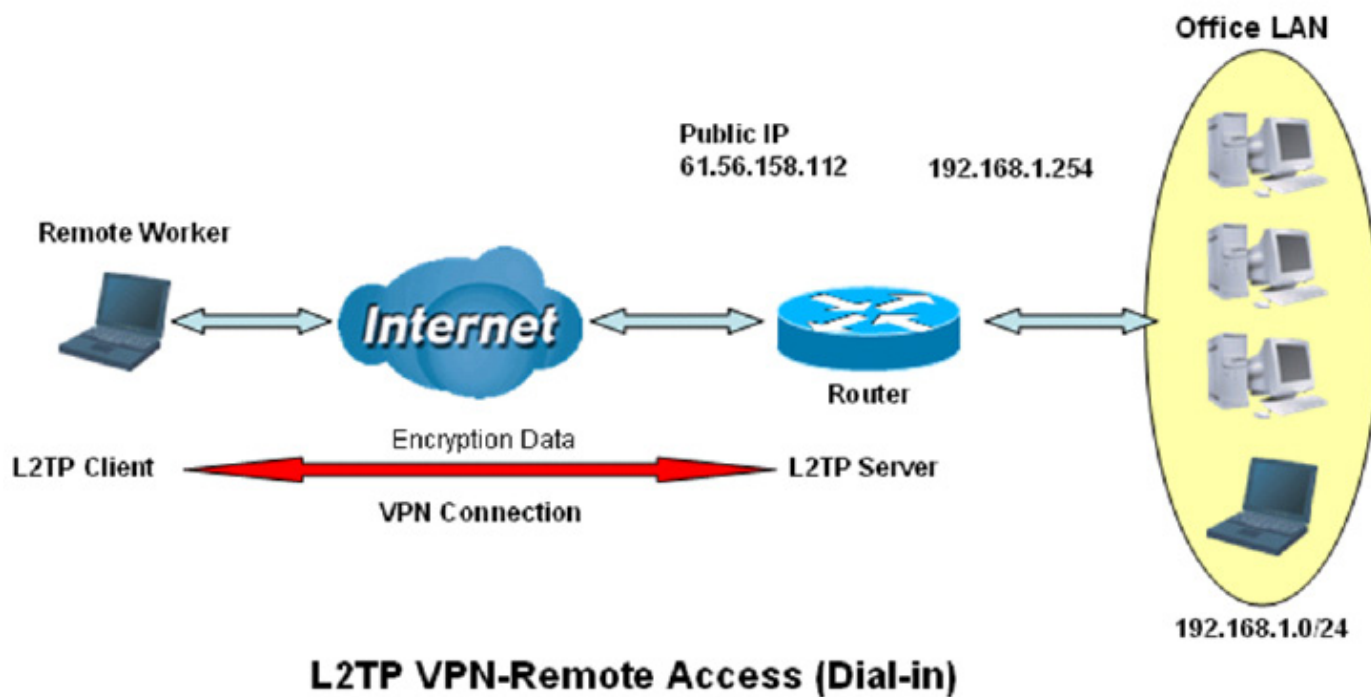 Office LAN
Public IP
61.56.158.112
192.168.1.254
Remote Worker
Internet
Router
Encryption Data
L2TP Client
L2TP Server
VPN Connection
192.168.1.0/24
L2TP VPN-Remote Access (Dial-in)